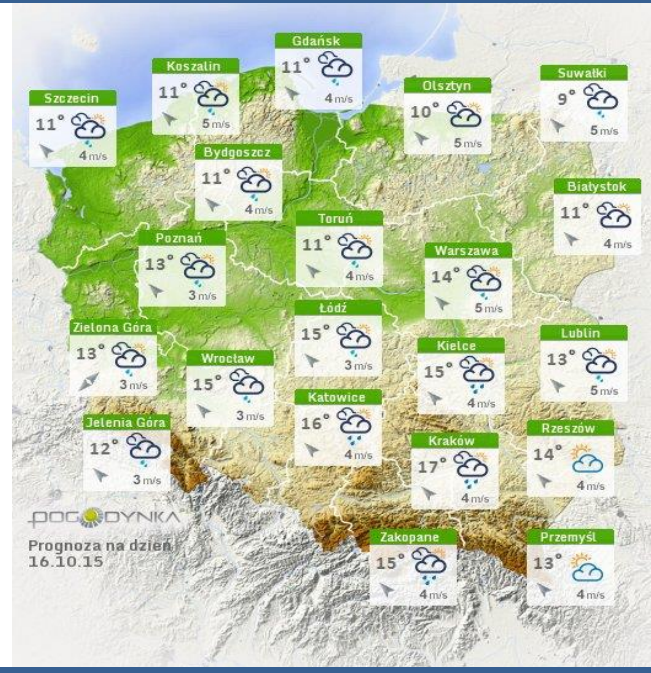 Gdańsk
11°
4 m/s
Koszalin
11°
5 m/s
Olsztyn
10°
5 m/s
Suwałki
9°
5 m/s
Szczecin
11°
4 m/s
Bydgoszcz
11°
4 m/s
Białystok
11°
4 m/s
Toruń
11°
4 m/s
Poznań
13°
3 m/s
Warszawa
14°
5 m/s
Łódź
15°
3 m/s
Zielona Góra
13°
3 m/s
Lublin
13°
5 m/s
Kielce
15°
4 m/s
Wrocław
15°
3 m/s
Katowice
16°
4 m/s
Jelenia Góra
12°
3 m/s
Rzeszów
14°
4 m/s
Kraków
17°
4 m/s
POGODYNKA
Prognoza na dzień
16.10.15
Zakopane
15°
4 m/s
Przemyśl
13°
4 m/s